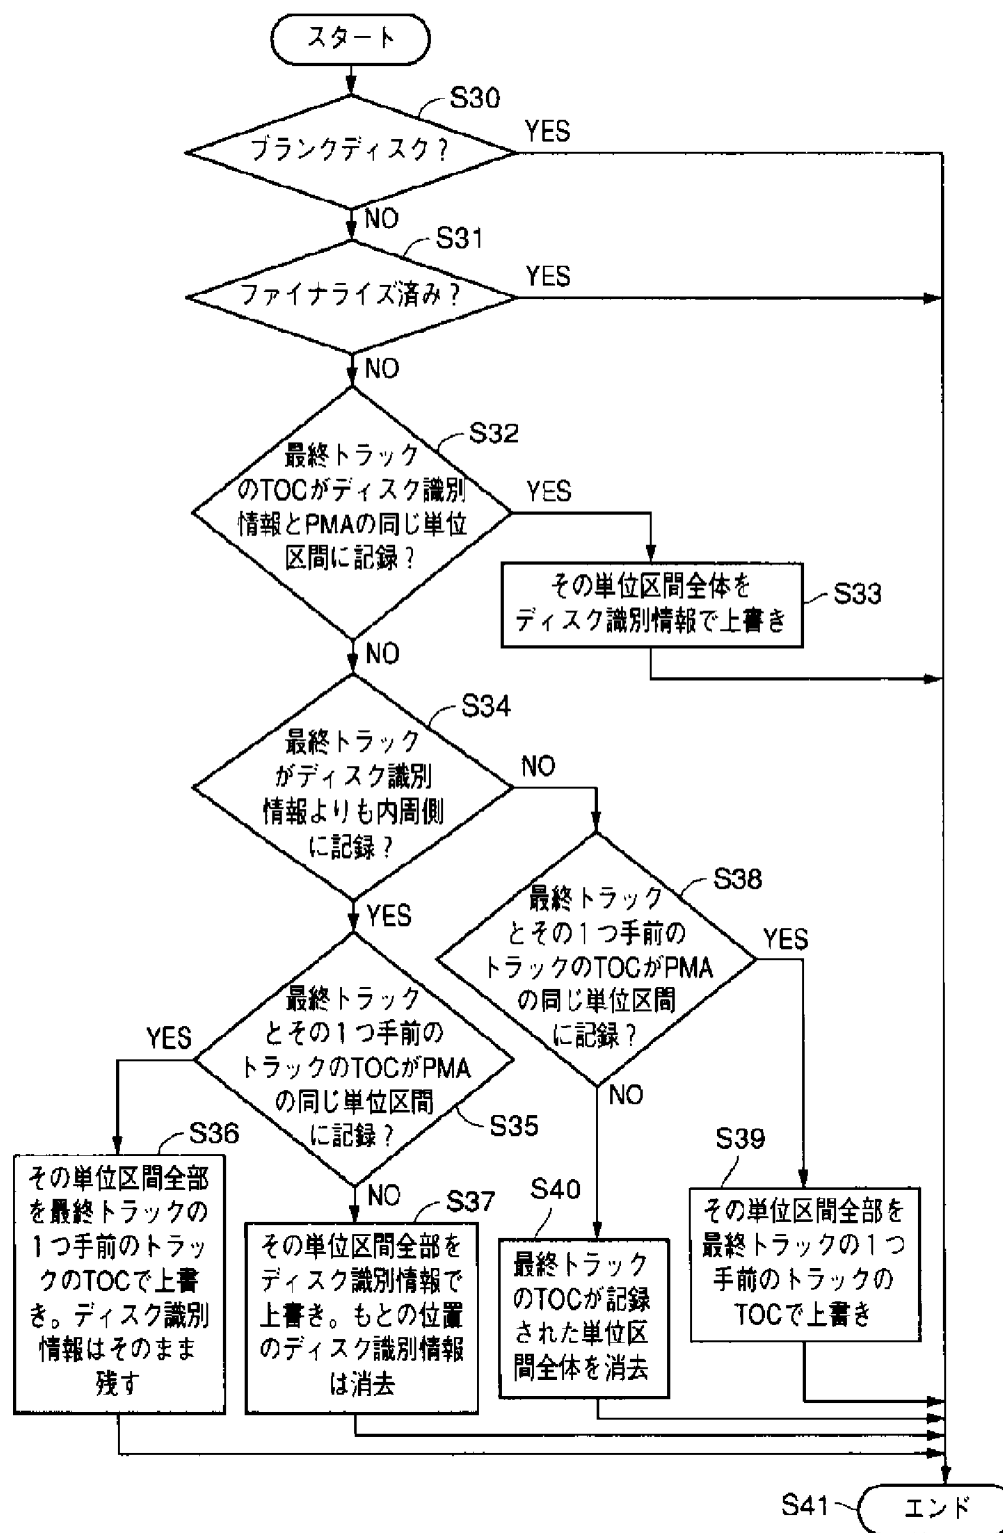 スタート
S30
ブランクディスク？
YES
NO
S31
ファイナライズ済み？
YES
NO
S32
最終トラック
のTOCがディスク識別
情報とPMAの同じ単位
区間に記録？
YES
S33
その単位区間全体を
ディスク識別情報で上書き
NO
S34
最終トラック
がディスク識別
情報よりも内周側
に記録？
NO
YES
S38
最終トラック
とその1つ手前の
トラックのTOCがPMA
の同じ単位区間
に記録？
YES
NO
最終トラック
とその1つ手前の
トラックのTOCがPMA
の同じ単位区間
に記録？
S35
YES
NO
S36
その単位区間全部
を最終トラックの
1つ手前のトラッ
クのTOCで上書
き。ディスク識別
情報はそのまま
残す
S37
その単位区間全部を
ディスク識別情報で
上書き。もとの位置
のディスク識別情報
は消去
S40
最終トラック
のTOCが記録
された単位区
間全体を消去
S39
その単位区間全部を
最終トラックの1つ
手前のトラックの
TOCで上書き
S41
エンド